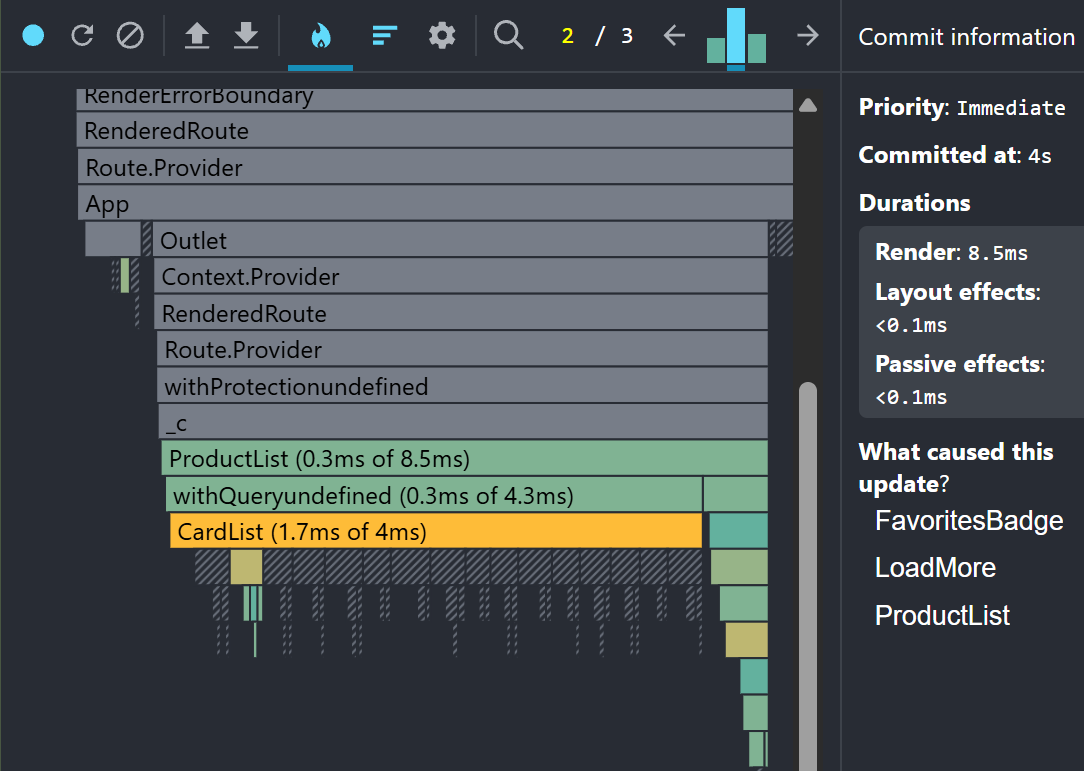 2 / 3
Commit information
RenderErrorBoundary
RenderedRoute
Route.Provider
App
Outlet
Context.Provider
RenderedRoute
Route.Provider
withProtectionundefined
_c
ProductList (0.3ms of 8.5ms)
withQueryundefined (0.3ms of 4.3ms)
CardList (1.7ms of 4ms)
Priority: Immediate
Committed at: 4s
Durations
Render: 8.5ms
Layout effects:
<0.1ms
Passive effects:
<0.1ms
What caused this
update?
FavoritesBadge
LoadMore
ProductList